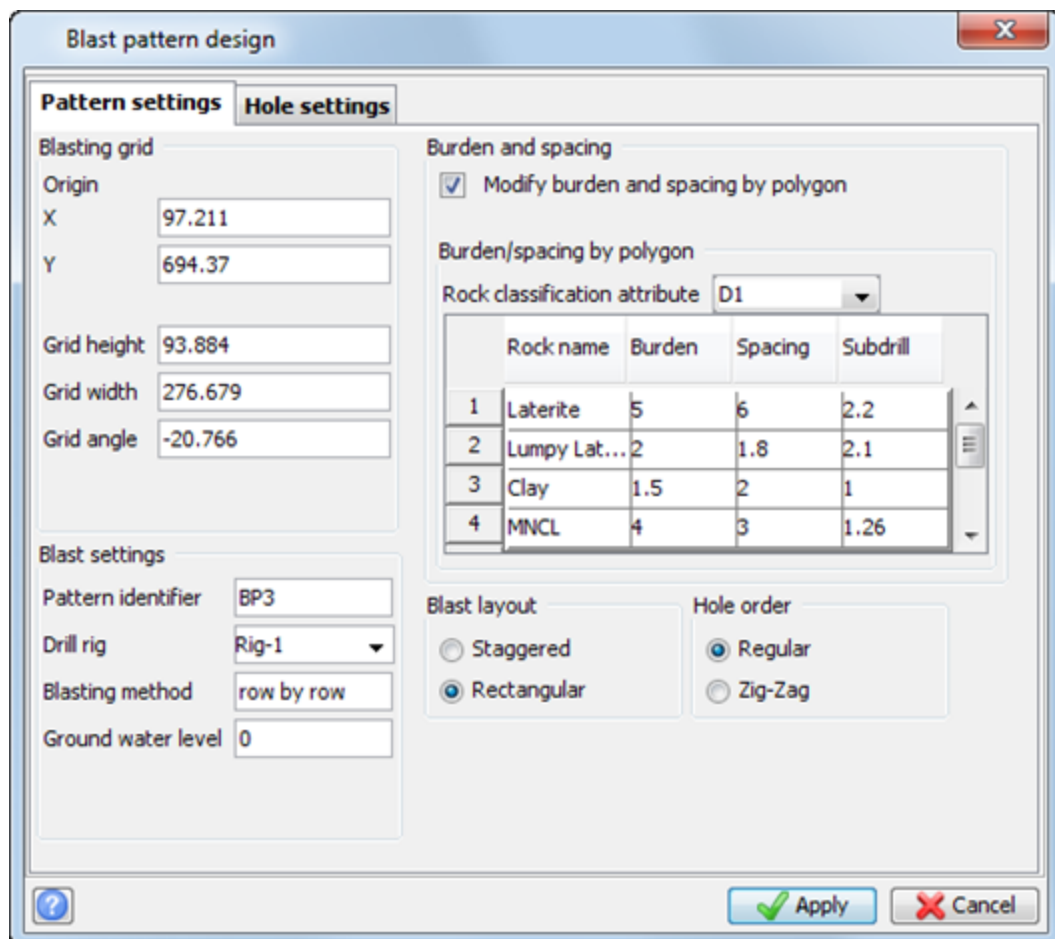 Blast pattern design
Pattern settings
Hole settings
Blasting grid
Origin
X 97.211
Y 694.37
Grid height 93.884
Grid width 276.679
Grid angle -20.766
Blast settings
Pattern identifier BP3
Drill rig Rig-1
Blasting method row by row
Ground water level 0
Burden and spacing
Modify burden and spacing by polygon
Burden/spacing by polygon
Rock classification attribute D1
Rock name Burden Spacing Subdrill
1 Laterite 5 6 2.2
2 Lumpy Lat... 2 1.8 2.1
3 Clay 1.5 2 1
4 MNCL 4 3 1.26
Blast layout
Staggered
Rectangular
Hole order
Regular
Zig-Zag
? Apply Cancel